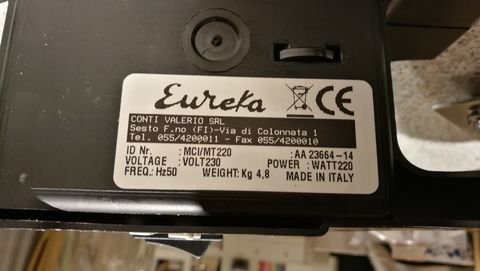 Eureka CE
CONTI VALERIO SRL
Sesto F.no (FI)-Via di Colonnata 1
Tel. 055/4200011 - Fax 055/4200010
ID Nr. : MCI/MT220 : AA 23664-14
VOLTAGE : VOLT230 POWER : WATT220
FREQ.: Hz50 WEIGHT: Kg 4,8 MADE IN ITALY